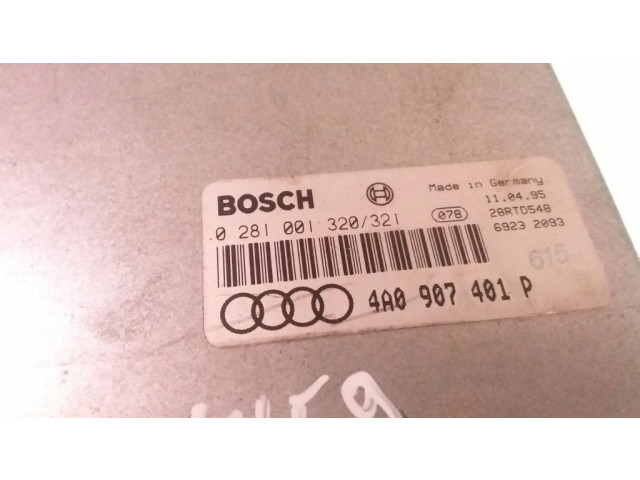 BOSCH
Made in Germany
11.04.95
0 281 001 320/321
078
28RTD548
6923 2093
615
4A0 907 401 P